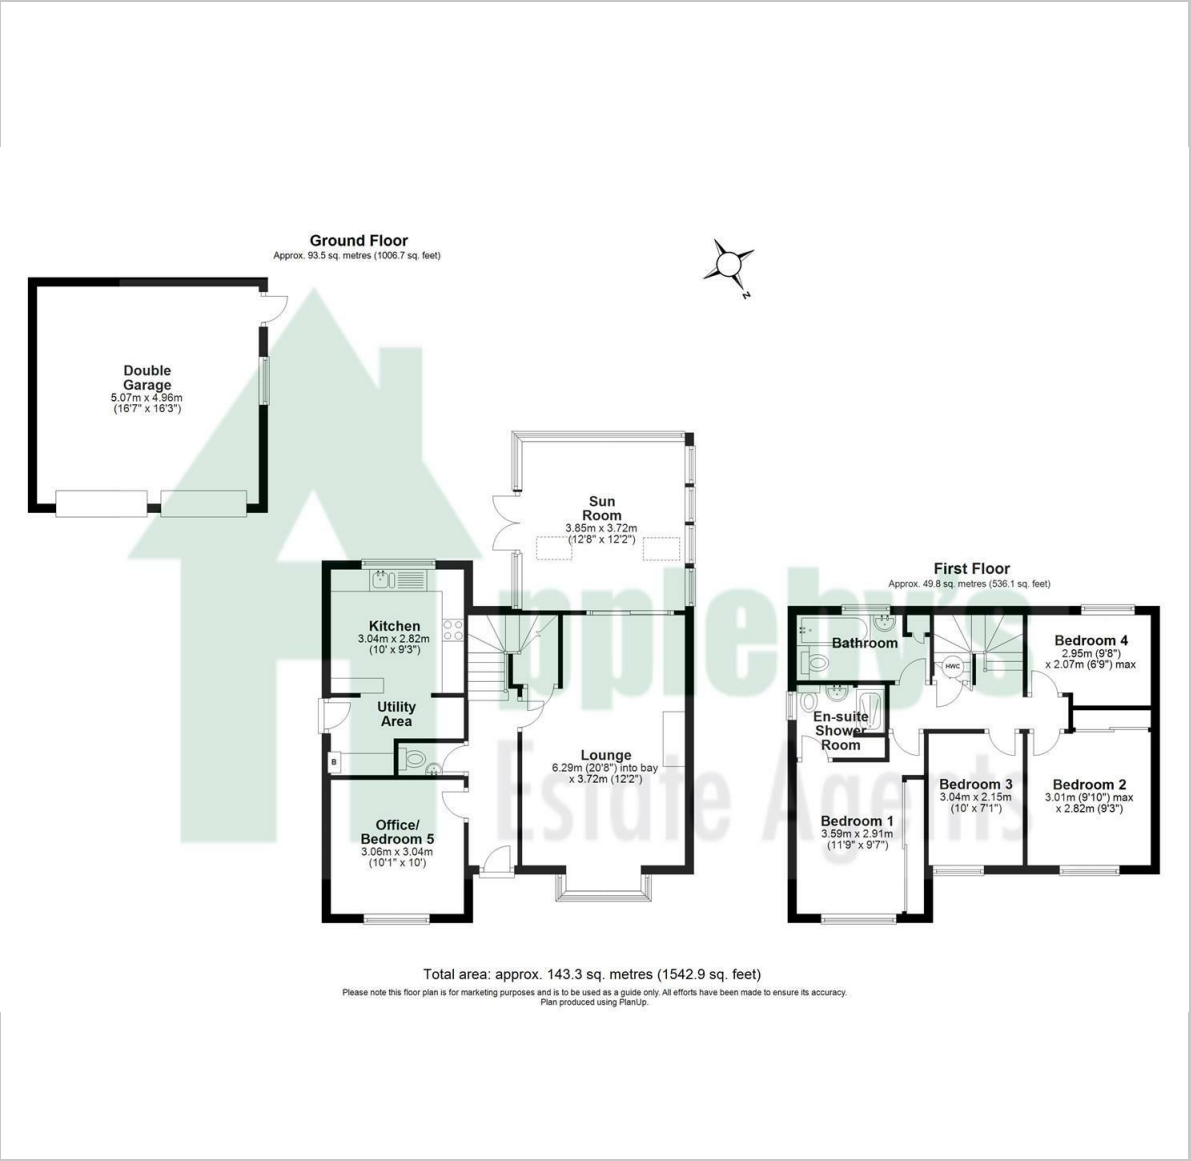 Ground Floor
Approx. 93.5 sq. metres (1006.7 sq. feet)
N
Double
Garage
5.07m x 4.96m
(16'7" x 16'3")
Sun
Room
3.85m x 3.72m
(12'8" x 12'2")
Kitchen
3.04m x 2.82m
(10' x 9'3")
Utility
Area
B
Lounge
6.29m (20'8") into bay
x 3.72m (12'2")
Office/
Bedroom 5
3.06m x 3.04m
(10'1" x 10')
First Floor
Approx. 49.8 sq. metres (536.1 sq. feet)
Bathroom
HWC
Bedroom 4
2.95m (9'8")
x 2.07m (6'9") max
En-suite
Shower
Room
Bedroom 3
3.04m x 2.15m
(10' x 7'1")
Bedroom 2
3.01m (9'10") max
x 2.82m (9'3")
Bedroom 1
3.59m x 2.91m
(11'9" x 9'7")
ppleby's
Estate Agents
Total area: approx. 143.3 sq. metres (1542.9 sq. feet)
Please note this floor plan is for marketing purposes and is to be used as a guide only. All efforts have been made to ensure its accuracy.
Plan produced using PlanUp.